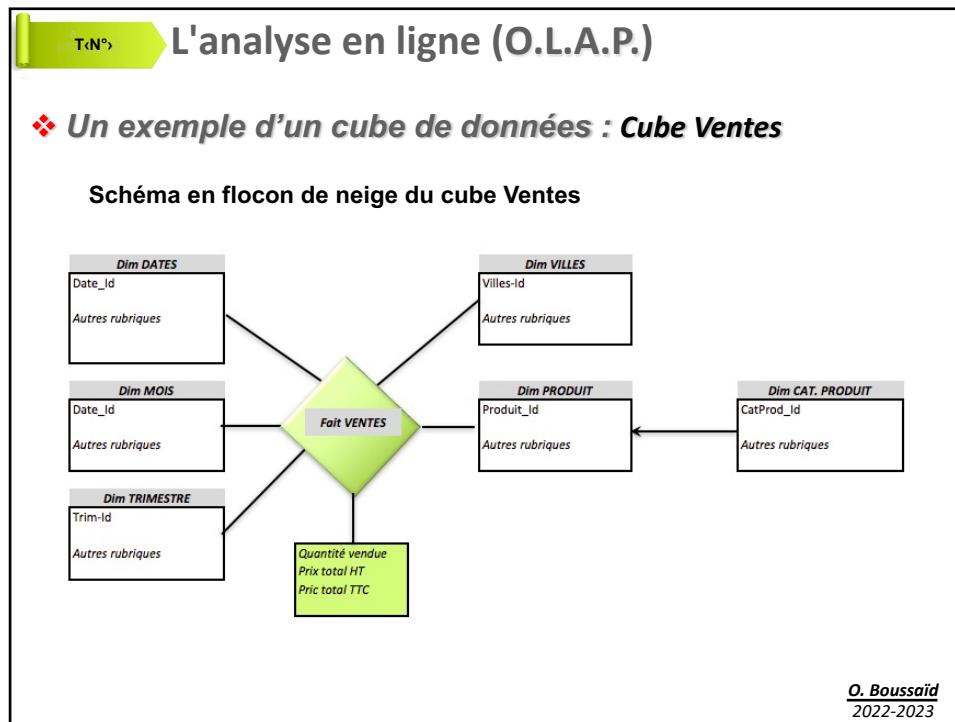 T‹N°›
L'analyse en ligne (O.L.A.P.)
❖ Un exemple d'un cube de données : Cube Ventes
Schéma en flocon de neige du cube Ventes
Dim DATES
Date_Id
Autres rubriques
Dim VILLES
Villes-Id
Autres rubriques
Dim MOIS
Date_Id
Autres rubriques
Fait VENTES
Dim PRODUIT
Produit_Id
Autres rubriques
Dim CAT. PRODUIT
CatProd_Id
Autres rubriques
Dim TRIMESTRE
Trim-Id
Autres rubriques
Quantité vendue
Prix total HT
Pric total TTC
O. Boussaïd
2022-2023